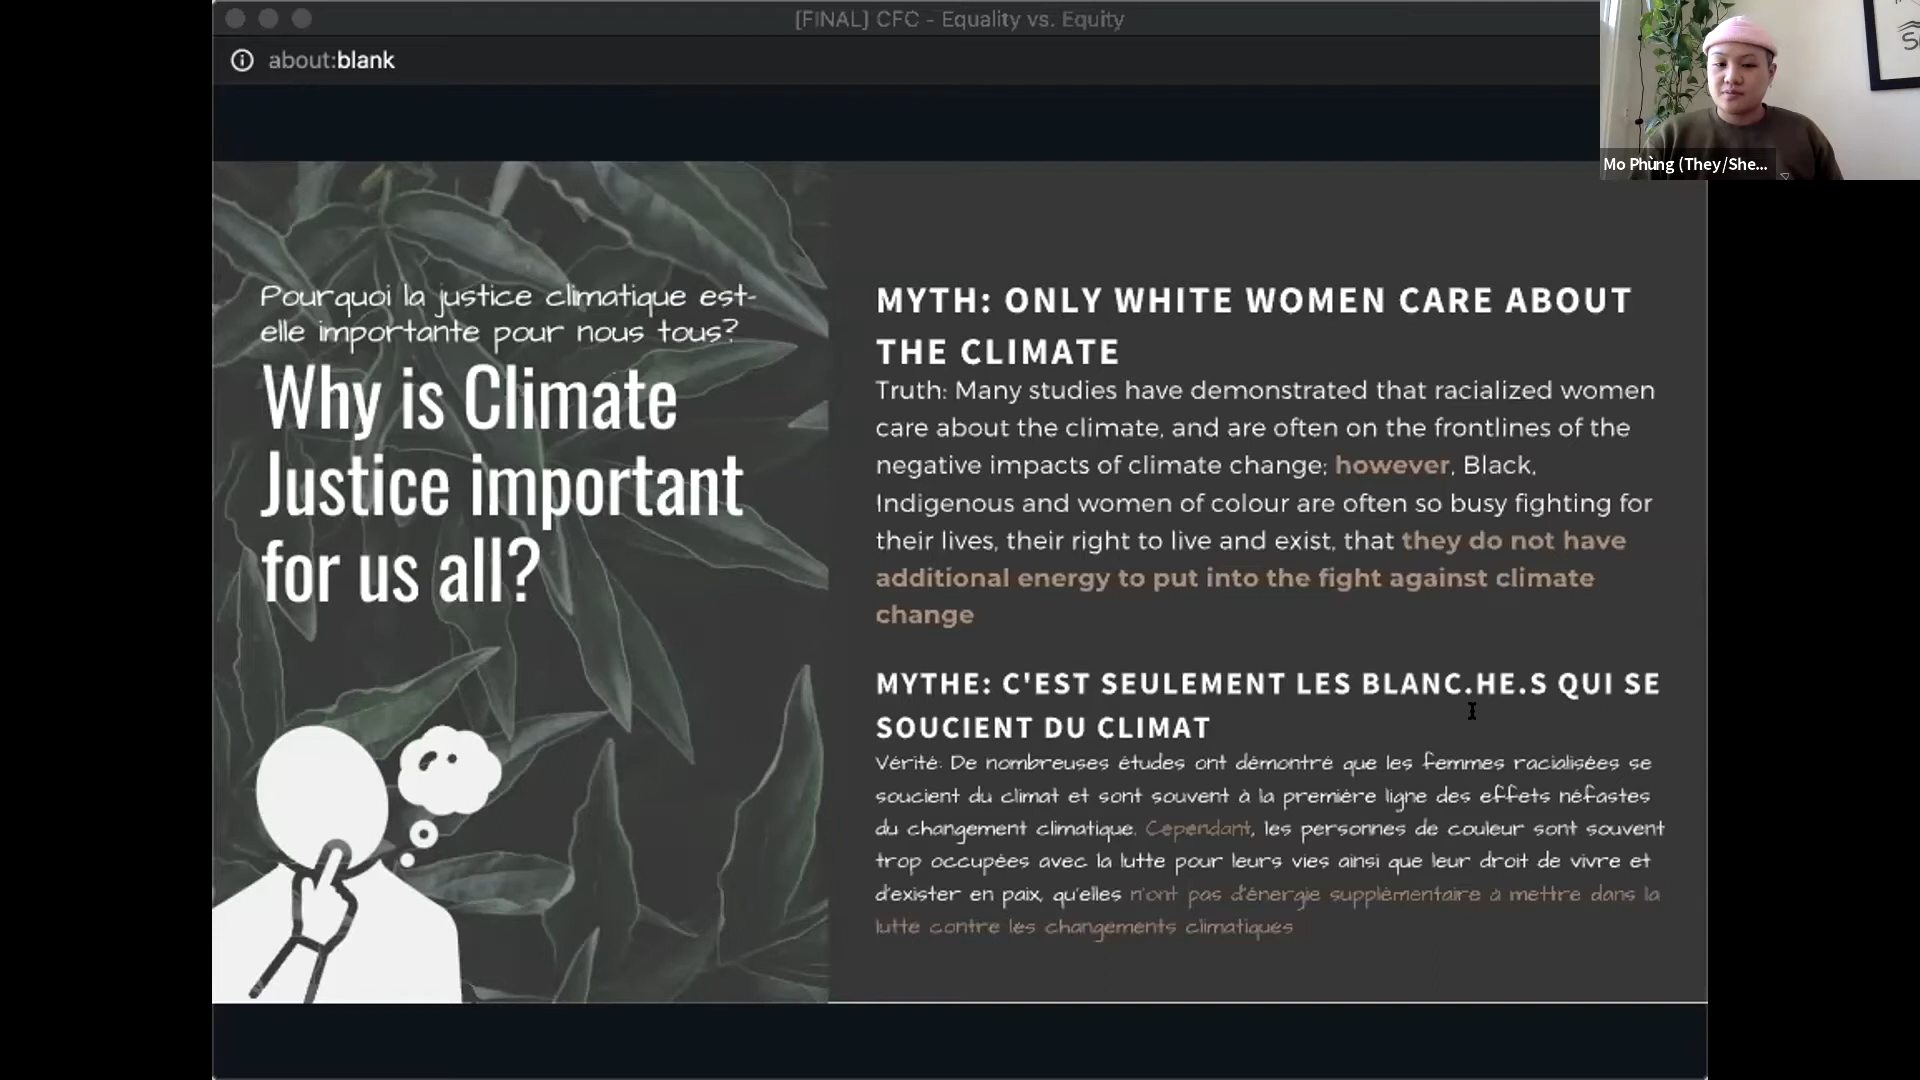 [FINAL] CFC - Equality vs. Equity
about:blank
Mo Phùng (They/She...
Pourquoi la justice climatique est-
elle importante pour nous tous?
Why is Climate
Justice important
for us all?
MYTH: ONLY WHITE WOMEN CARE ABOUT
THE CLIMATE
Truth: Many studies have demonstrated that racialized women
care about the climate, and are often on the frontlines of the
negative impacts of climate change; however, Black,
Indigenous and women of colour are often so busy fighting for
their lives, their right to live and exist, that they do not have
additional energy to put into the fight against climate
change
MYTHE: C'EST SEULEMENT LES BLANC.HE.S QUI SE
SOUCIENT DU CLIMAT
Vérité: De nombreuses études ont démontré que les femmes racialisées se
soucient du climat et sont souvent à la première ligne des effets néfastes
du changement climatique. Cependant, les personnes de couleur sont souvent
trop occupées avec la lutte pour leurs vies ainsi que leur droit de vivre et
d'exister en paix, qu'elles n'ont pas d'énergie supplémentaire à mettre dans la
lutte contre les changements climatiques